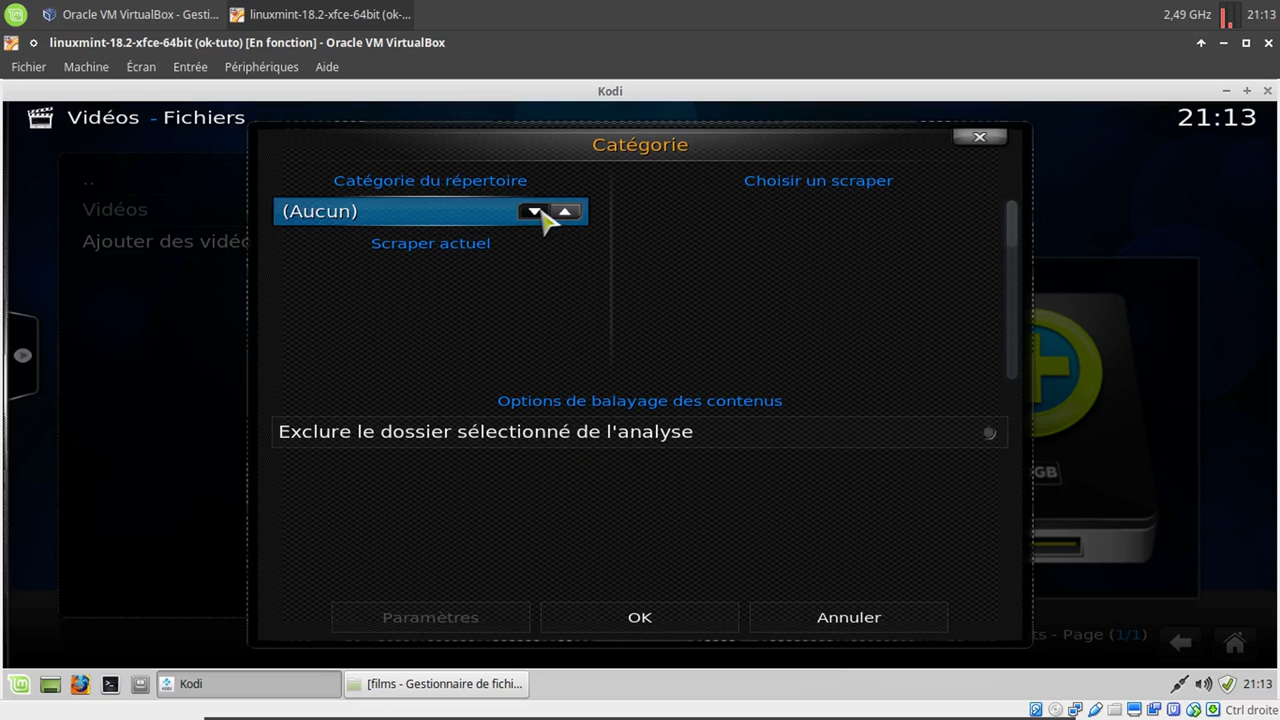 Oracle VM VirtualBox - Gesti...
linuxmint-18.2-xfce-64bit (ok-...
2,49 GHz
21:13
linuxmint-18.2-xfce-64bit (ok-tuto) [En fonction] - Oracle VM VirtualBox
Fichier Machine Écran Entrée Périphériques Aide
Kodi
Vidéos - Fichiers
21:13
Catégorie
..
Catégorie du répertoire
Choisir un scraper
Vidéos
(Aucun)
Ajouter des vidéo
Scraper actuel
Options de balayage des contenus
Exclure le dossier sélectionné de l'analyse
GB
Paramètres
OK
Annuler
ts - Page (1/1)
Kodi
[films - Gestionnaire de fichi...
21:13
Ctrl droite